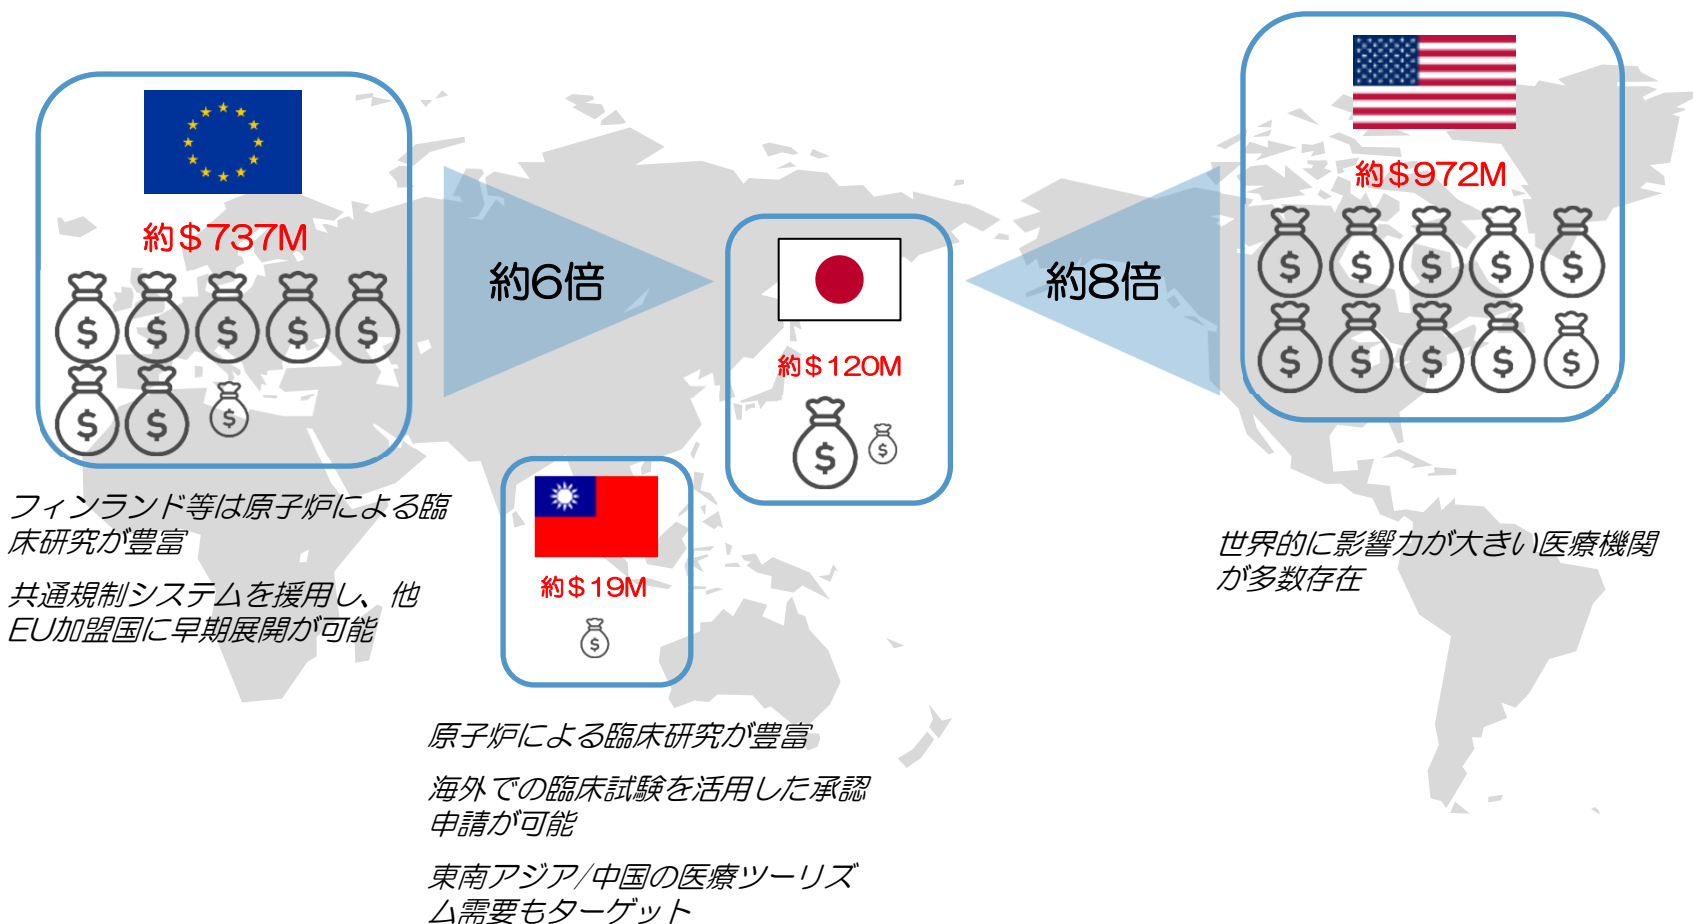 約$737M
約6倍
約$120M
約8倍
約$972M
約$19M
フィンランド等は原子炉による臨
床研究が豊富
共通規制システムを援用し、他
EU加盟国に早期展開が可能
原子炉による臨床研究が豊富
海外での臨床試験を活用した承認
申請が可能
東南アジア/中国の医療ツーリズ
ム需要もターゲット
世界的に影響力が大きい医療機関
が多数存在